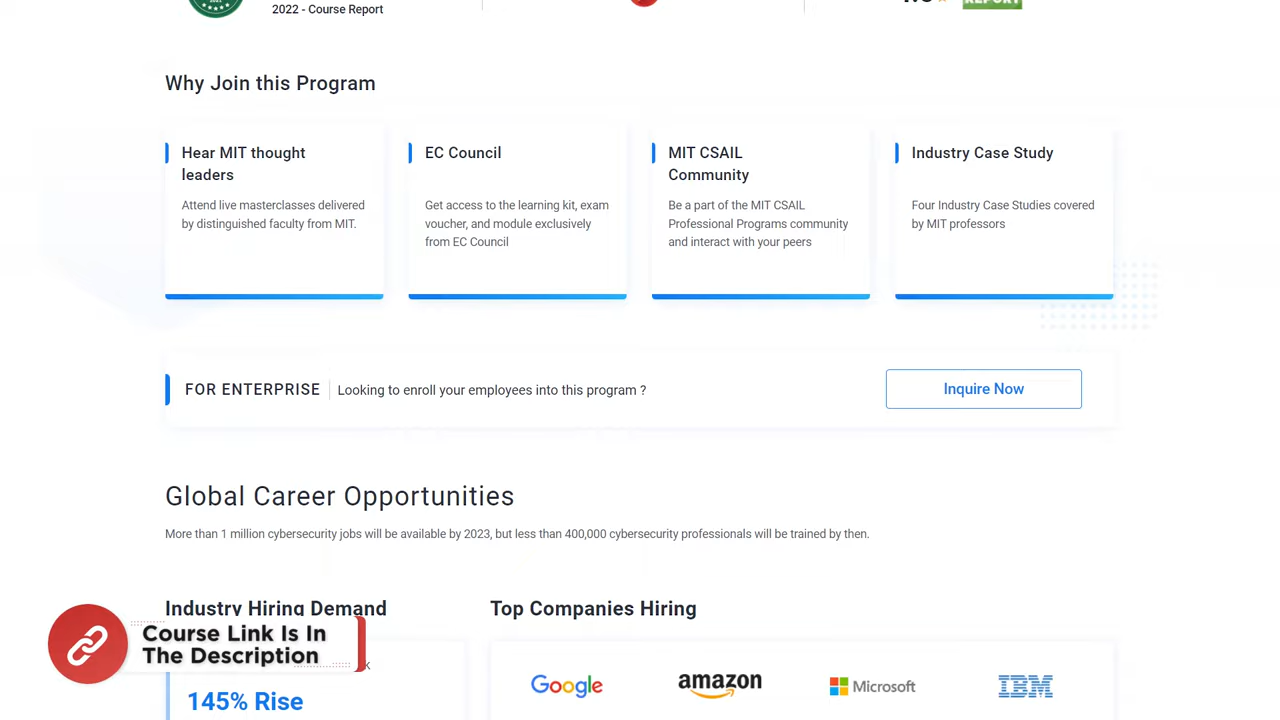 2022 - Course Report
REPORT
Why Join this Program
Hear MIT thought
leaders
Attend live masterclasses delivered
by distinguished faculty from MIT.
EC Council
Get access to the learning kit, exam
voucher, and module exclusively
from EC Council
MIT CSAIL
Community
Be a part of the MIT CSAIL
Professional Programs community
and interact with your peers
Industry Case Study
Four Industry Case Studies covered
by MIT professors
FOR ENTERPRISE
Looking to enroll your employees into this program ?
Inquire Now
Global Career Opportunities
More than 1 million cybersecurity jobs will be available by 2023, but less than 400,000 cybersecurity professionals will be trained by then.
Industry Hiring Demand
Top Companies Hiring
Course Link Is In
The Description
145% Rise
Google
amazon
Microsoft
IBM